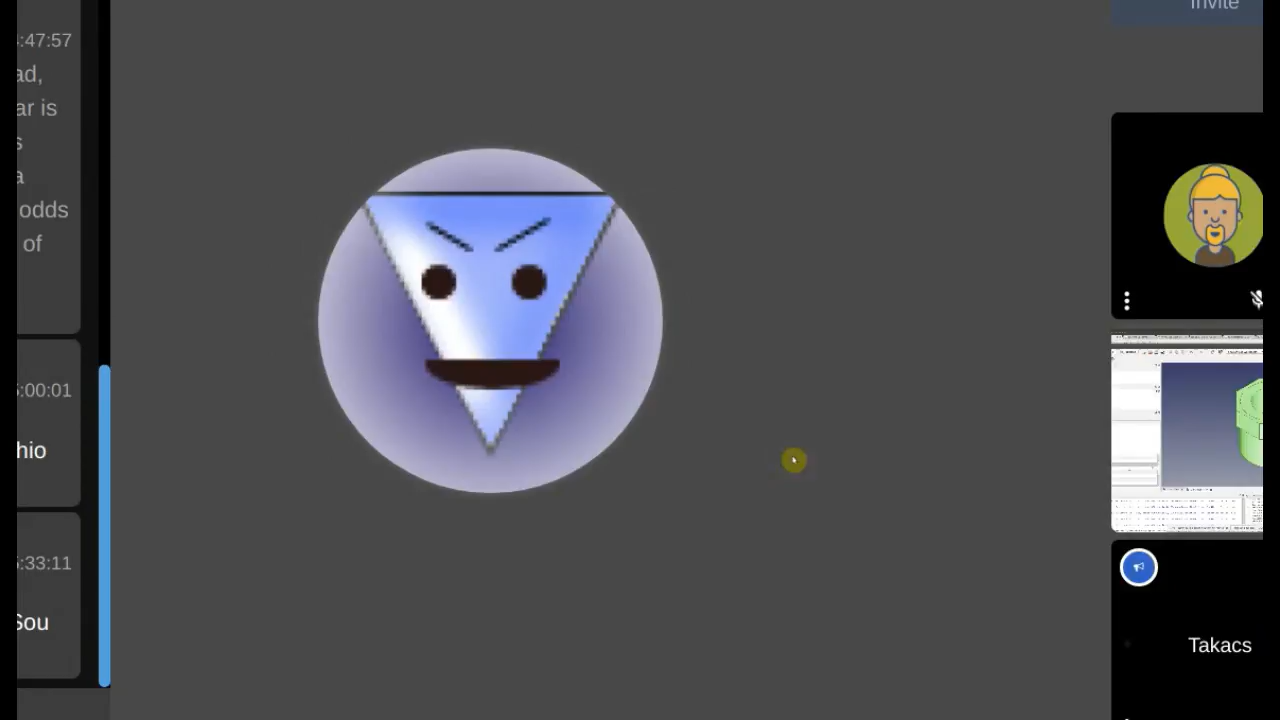 :47:57
ad,
ar is
s
a
odds
of
:00:01
hio
:33:11
Sou
Invite
Takacs